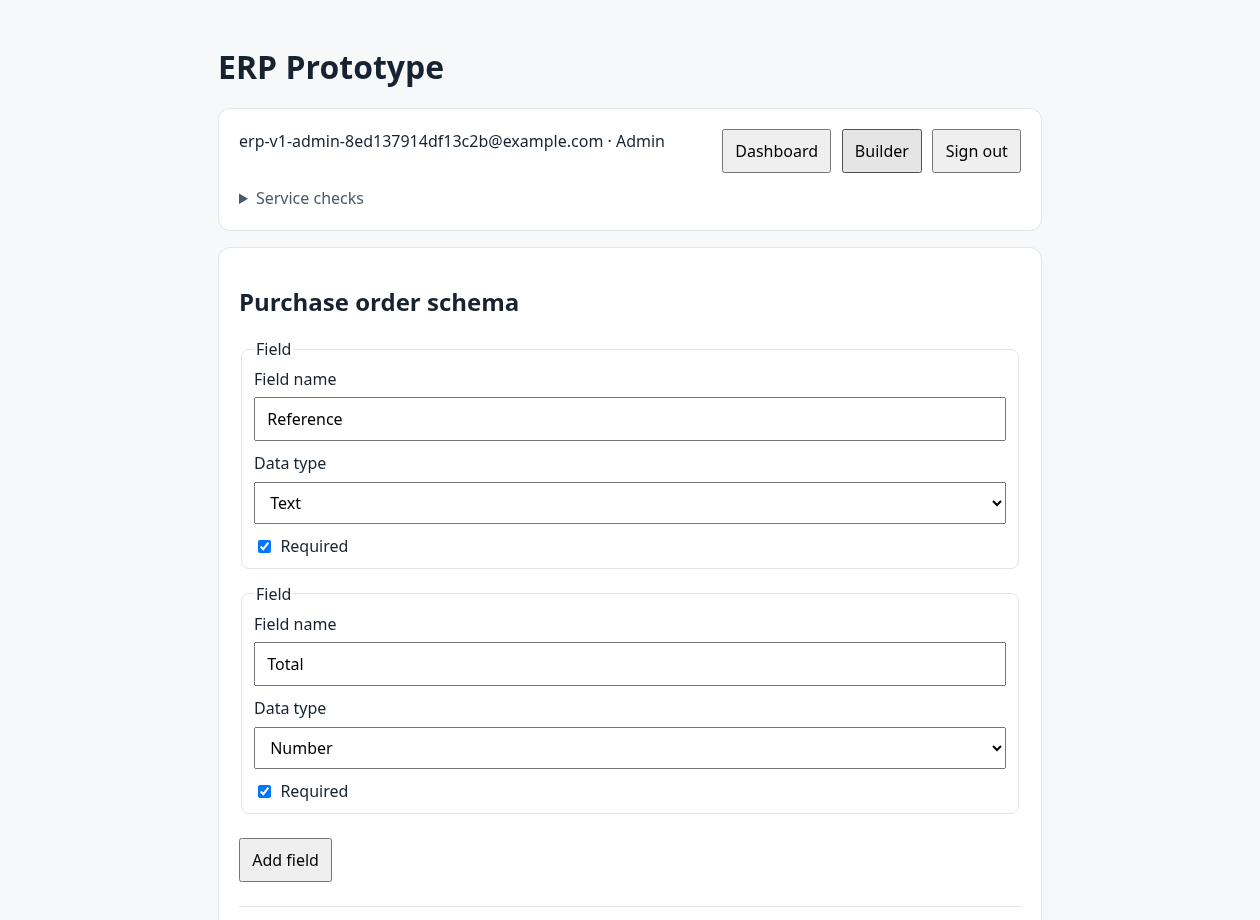 ERP Prototype
erp-v1-admin-8ed137914df13c2b@example.com · Admin
Dashboard
Builder
Sign out
Service checks
Purchase order schema
Field
Field name
Reference
Data type
Text
Required
Field
Field name
Total
Data type
Number
Required
Add field